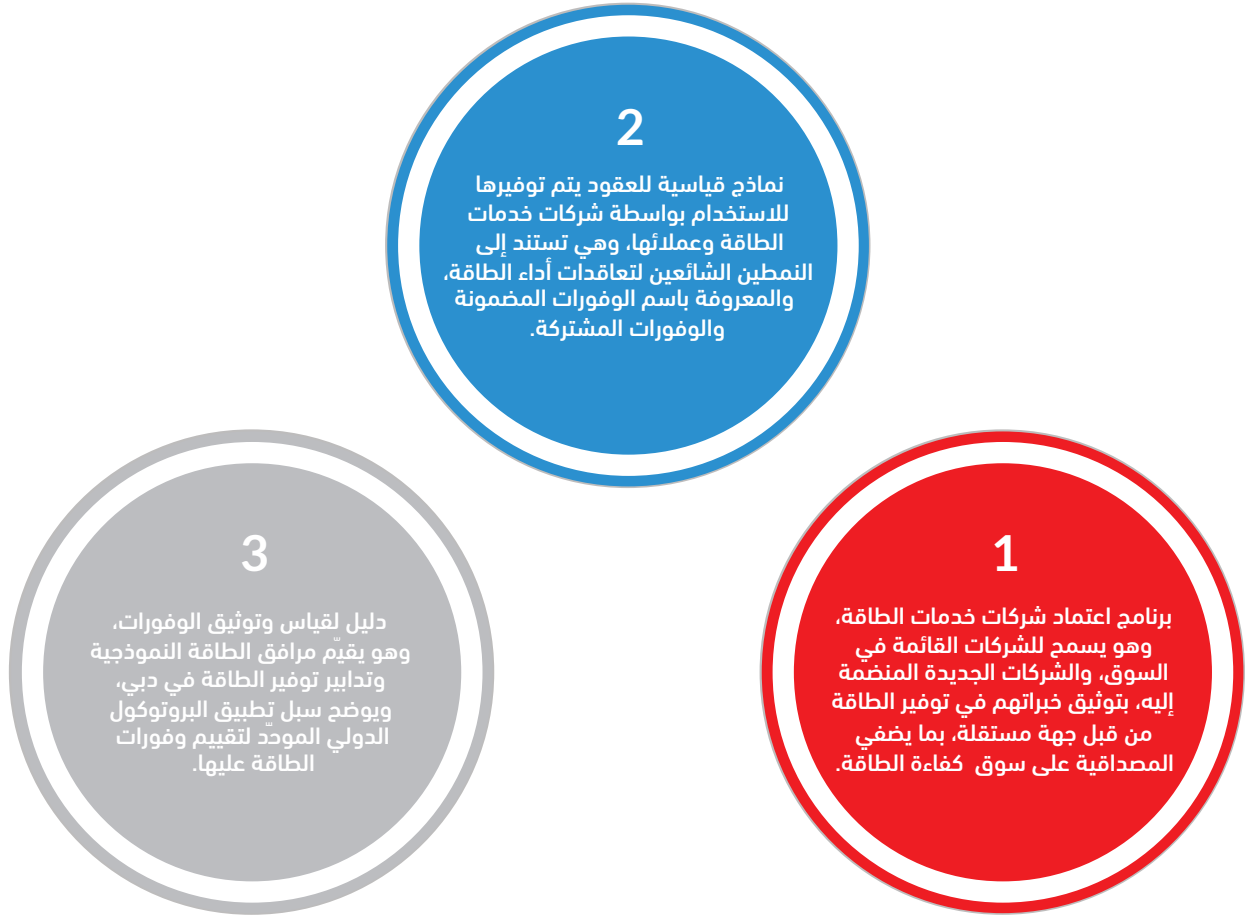 1
برنامج اعتماد شركات خدمات الطاقة،
وهو يسمح للشركات القائمة في
السوق، والشركات الجديدة المنضمة
إليه، بتوثيق خبراتهم في توفير الطاقة
من قبل جهة مستقلة، بما يضفي
المصداقية على سوق كفاءة الطاقة.
2
نماذج قياسية للعقود يتم توفيرها
للاستخدام بواسطة شركات خدمات
الطاقة وعملائها، وهي تستند إلى
النمطين الشائعين لتعاقدات أداء الطاقة،
والمعروفة باسم الوفورات المضمونة
والوفورات المشتركة.
3
دليل لقياس وتوثيق الوفورات،
وهو يقيّم مرافق الطاقة النموذجية
وتدابير توفير الطاقة في دبي،
ويوضح سبل تطبيق البروتوكول
الدولي الموحّد لتقييم وفورات
الطاقة عليها.